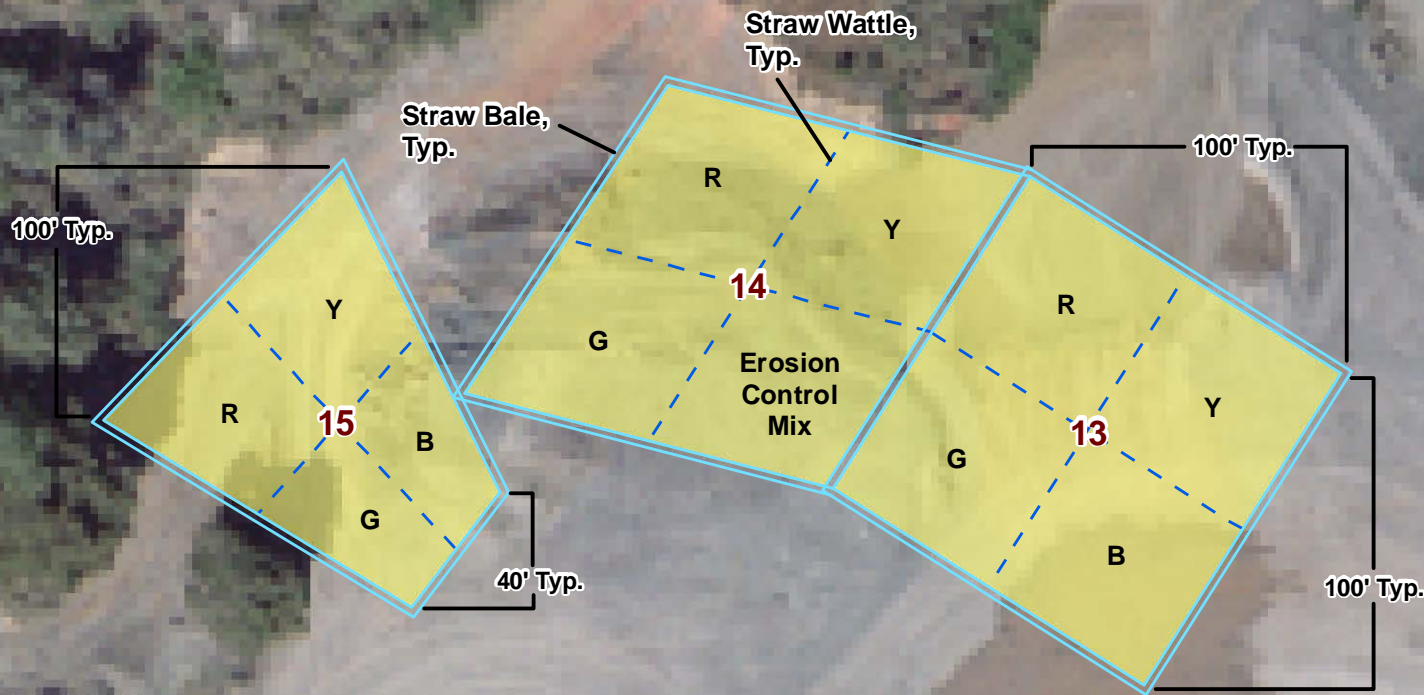 Straw Wattle,
Typ.
Straw Bale,
Typ.
100' Typ.
100' Typ.
R
Y
14
G
Erosion
Control
Mix
Y
R
15
B
G
40' Typ.
R
Y
13
G
B
100' Typ.